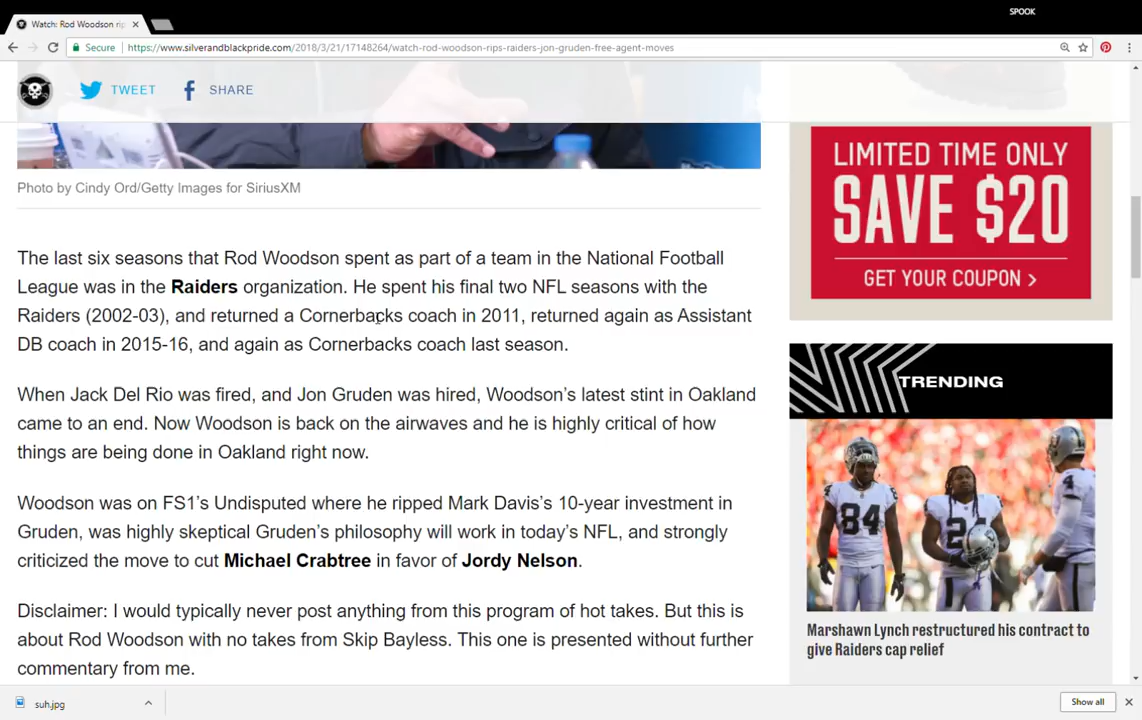 SPOOK
Watch: Rod Woodson rip
Secure
https://www.silverandblackpride.com/2018/3/21/17148264/watch-rod-woodson-rips-raiders-jon-gruden-free-agent-moves
TWEET
SHARE
Photo by Cindy Ord/Getty Images for SiriusXM
The last six seasons that Rod Woodson spent as part of a team in the National Football
League was in the Raiders organization. He spent his final two NFL seasons with the
Raiders (2002-03), and returned a Cornerbacks coach in 2011, returned again as Assistant
DB coach in 2015-16, and again as Cornerbacks coach last season.
When Jack Del Rio was fired, and Jon Gruden was hired, Woodson's latest stint in Oakland
came to an end. Now Woodson is back on the airwaves and he is highly critical of how
things are being done in Oakland right now.
Woodson was on FS1's Undisputed where he ripped Mark Davis's 10-year investment in
Gruden, was highly skeptical Gruden's philosophy will work in today's NFL, and strongly
criticized the move to cut Michael Crabtree in favor of Jordy Nelson.
Disclaimer: I would typically never post anything from this program of hot takes. But this is
about Rod Woodson with no takes from Skip Bayless. This one is presented without further
commentary from me.
LIMITED TIME ONLY
SAVE $20
GET YOUR COUPON >
TRENDING
84
24
4
Marshawn Lynch restructured his contract to
give Raiders cap relief
suh.jpg
Show all